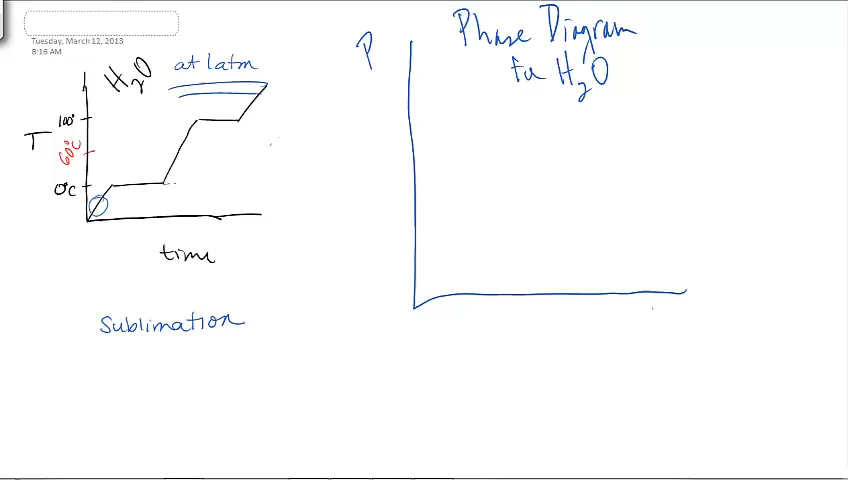 Tuesday, March 12, 2013
8:16 AM
H2O
at 1atm
100°
T
60°C
0°C
time
Sublimation
P
Phase Diagram
for H2O